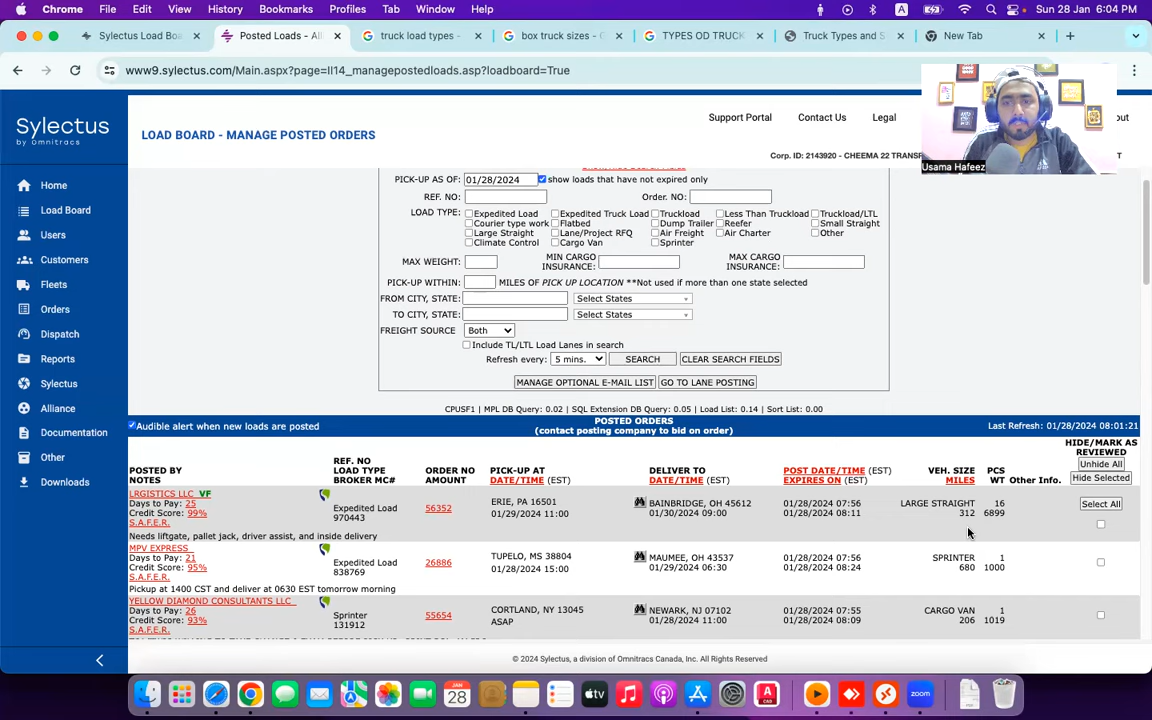 Chrome File Edit View History Bookmarks Profiles Tab Window Help A Sun 28 Jan 6:04 PM
Sylectus Load Boa Posted Loads - All truck load types - box truck sizes - G TYPES OD TRUCK Truck Types and S New Tab
www9.sylectus.com/Main.aspx?page=II14_managepostedloads.asp?loadboard=True
Sylectus
by Omnitracs
LOAD BOARD - MANAGE POSTED ORDERS
Support Portal Contact Us Legal out
Corp. ID: 2143920 - CHEEMA 22 TRANSF T
Usama Hafeez
Home
Load Board
Users
Customers
Fleets
Orders
Dispatch
Reports
Sylectus
Alliance
Documentation
Other
Downloads
PICK-UP AS OF: 01/28/2024 show loads that have not expired only
REF. NO: Order. NO:
LOAD TYPE: Expedited Load Expedited Truck Load Truckload Less Than Truckload Truckload/LTL
Courier type work Flatbed Dump Trailer Reefer Small Straight
Large Straight Lane/Project RFQ Air Freight Air Charter Other
Climate Control Cargo Van Sprinter
MAX WEIGHT: MIN CARGO INSURANCE: MAX CARGO INSURANCE:
PICK-UP WITHIN: MILES OF PICK UP LOCATION **Not used if more than one state selected
FROM CITY, STATE: Select States
TO CITY, STATE: Select States
FREIGHT SOURCE Both
Include TL/LTL Load Lanes in search
Refresh every: 5 mins. SEARCH CLEAR SEARCH FIELDS
MANAGE OPTIONAL E-MAIL LIST GO TO LANE POSTING
CPUSF1 | MPL DB Query: 0.02 | SQL Extension DB Query: 0.05 | Load List: 0.14 | Sort List: 0.00
POSTED ORDERS
Audible alert when new loads are posted (contact posting company to bid on order) Last Refresh: 01/28/2024 08:01:21
HIDE/MARK AS REVIEWED
Unhide All
Hide Selected
POSTED BY NOTES REF. NO LOAD TYPE BROKER MC# ORDER NO AMOUNT PICK-UP AT DATE/TIME (EST) DELIVER TO DATE/TIME (EST) POST DATE/TIME (EST) EXPIRES ON (EST) VEH. SIZE MILES PCS WT Other Info.
LRGISTICS LLC VF ERIE, PA 16501 BAINBRIDGE, OH 45612 01/28/2024 07:56 LARGE STRAIGHT 16 Select All
Days to Pay: 25 Expedited Load 56352 01/29/2024 11:00 01/30/2024 09:00 01/28/2024 08:11 312 6899
Credit Score: 99% 970443
S.A.F.E.R.
Needs liftgate, pallet jack, driver assist, and inside delivery
MPV EXPRESS TUPELO, MS 38804 MAUMEE, OH 43537 01/28/2024 07:56 SPRINTER 1
Days to Pay: 21 Expedited Load 26886 01/28/2024 15:00 01/29/2024 06:30 01/28/2024 08:24 680 1000
Credit Score: 95% 838769
S.A.F.E.R.
Pickup at 1400 CST and deliver at 0630 EST tomorrow morning
YELLOW DIAMOND CONSULTANTS LLC CORTLAND, NY 13045 NEWARK, NJ 07102 01/28/2024 07:55 CARGO VAN 1
Days to Pay: 26 Sprinter 55654 ASAP 01/28/2024 11:00 01/28/2024 08:09 206 1019
Credit Score: 93% 131912
S.A.F.E.R.
© 2024 Sylectus, a division of Omnitracs Canada, Inc. All Rights Reserved
JAN
28
tv
zoom